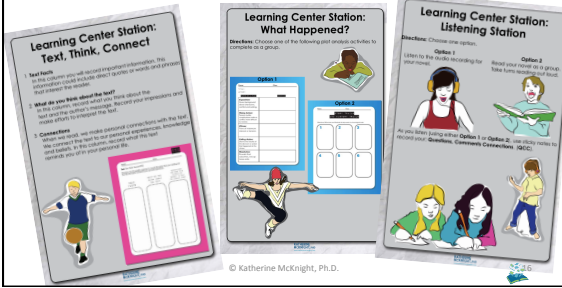 Learning Center Station:
Text, Think, Connect
1 Text Facts
In this column you will record important information. This
information could include direct quotes or words and phrases
that interest the reader.
2 What do you think about the text?
In this column, record what you think about the
text and the author's message. Record your impressions and
make efforts to interpret the text.
3 Connections
When we read, we make personal connections with the text.
We connect the text to our personal experiences, knowledge
and beliefs. In this column, record what the text
reminds you of in your personal life.
Learning Center Station:
What Happened?
Directions: Choose one of the following plot analysis activities to
complete as a group.
Option 1
Option 2
1
2
3
4
5
6
Learning Center Station:
Listening Station
Directions: Choose one option.
Option 1
Listen to the audio recording for
your novel.
Option 2
Read your novel as a group.
Take turns reading out loud.
As you listen (using either Option 1 or Option 2), use sticky notes to
record your: Questions, Comments Connections. (QCC)
© Katherine McKnight, Ph.D.
16